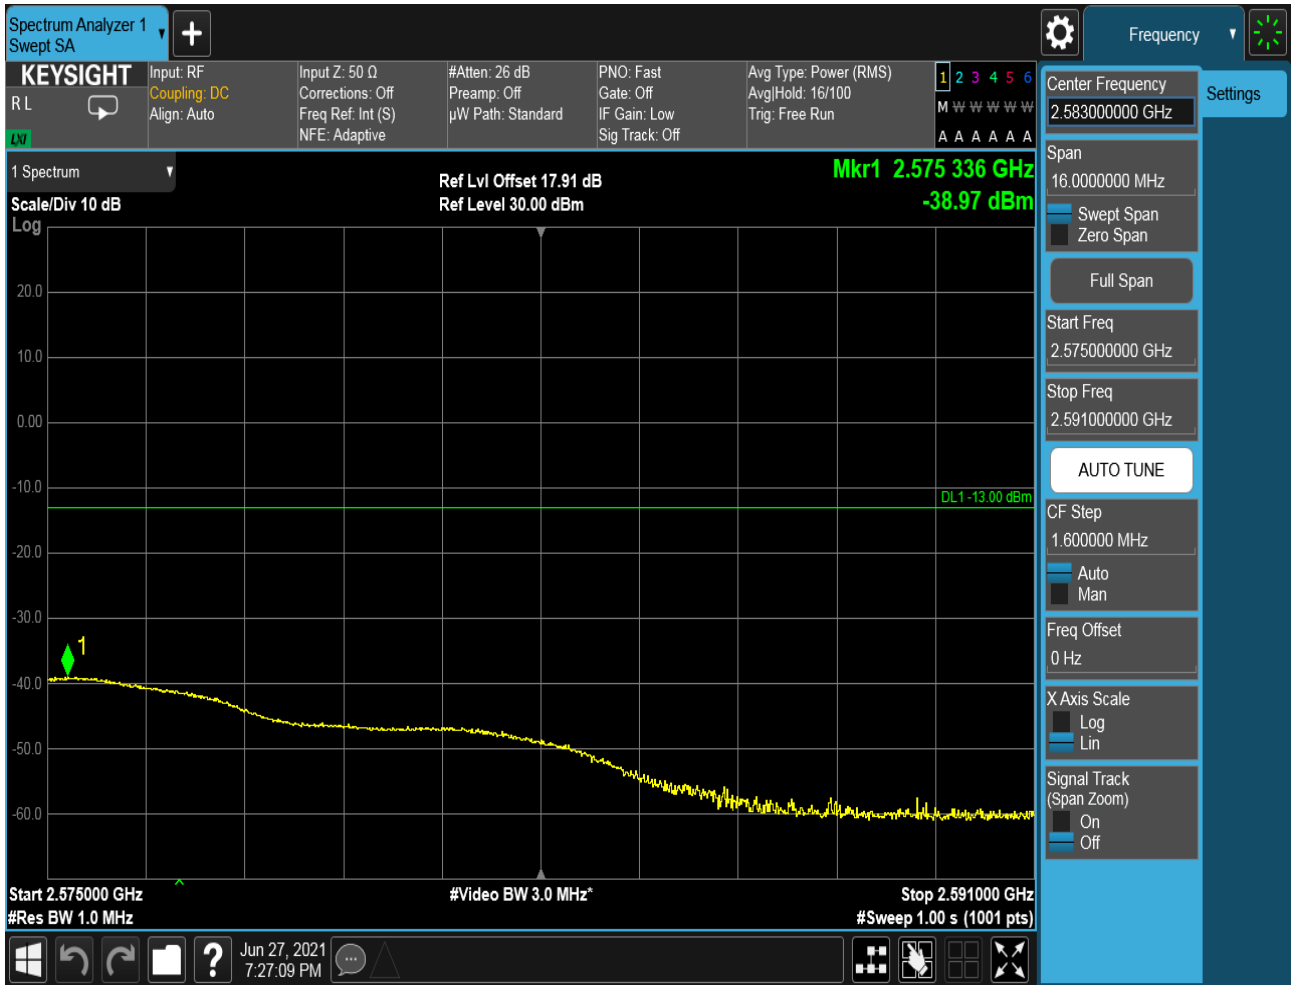 Spectrum Analyzer 1
Swept SA
Frequency
KEYSIGHT
R L
LXI
Input: RF
Coupling: DC
Align: Auto
Input Z: 50 Ω
Corrections: Off
Freq Ref: Int (S)
NFE: Adaptive
#Atten: 26 dB
Preamp: Off
µW Path: Standard
PNO: Fast
Gate: Off
IF Gain: Low
Sig Track: Off
Avg Type: Power (RMS)
Avg|Hold: 16/100
Trig: Free Run
1 2 3 4 5 6
M W W W W W
A A A A A A
1 Spectrum
Scale/Div 10 dB
Log
Ref Lvl Offset 17.91 dB
Ref Level 30.00 dBm
Mkr1 2.575 336 GHz
-38.97 dBm
20.0
10.0
0.00
-10.0
DL1 -13.00 dBm
-20.0
-30.0
1
-40.0
-50.0
-60.0
Start 2.575000 GHz
#Res BW 1.0 MHz
#Video BW 3.0 MHz*
Stop 2.591000 GHz
#Sweep 1.00 s (1001 pts)
Center Frequency
2.583000000 GHz
Settings
Span
16.0000000 MHz
Swept Span
Zero Span
Full Span
Start Freq
2.575000000 GHz
Stop Freq
2.591000000 GHz
AUTO TUNE
CF Step
1.600000 MHz
Auto
Man
Freq Offset
0 Hz
X Axis Scale
Log
Lin
Signal Track
(Span Zoom)
On
Off
?
Jun 27, 2021
7:27:09 PM